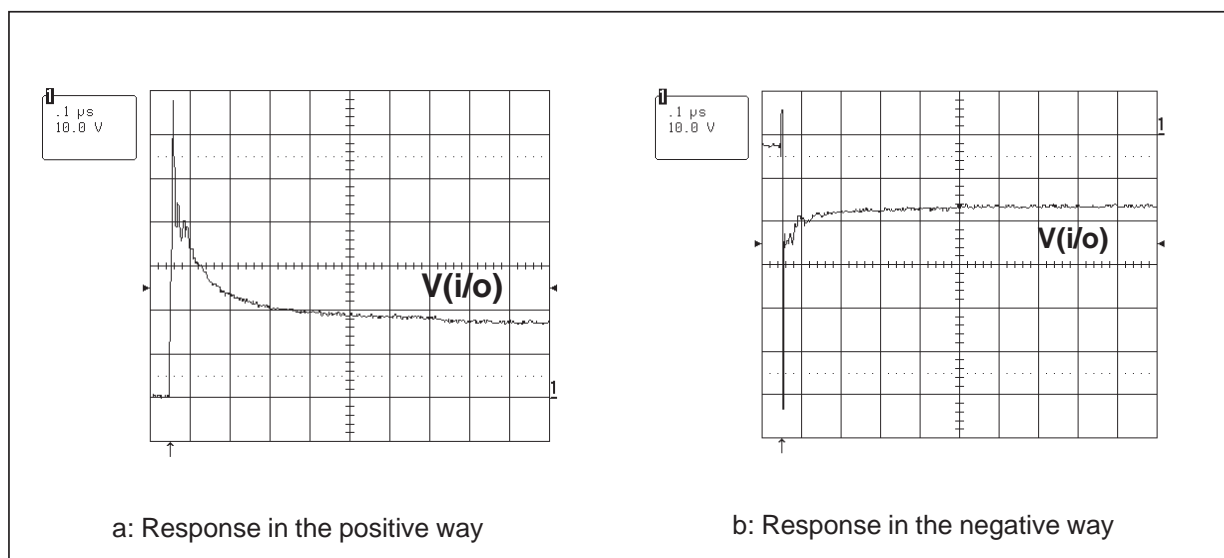 1
.1 µs
10.0 V
V(i/o)
1
a: Response in the positive way
1
.1 µs
10.0 V
1
V(i/o)
b: Response in the negative way